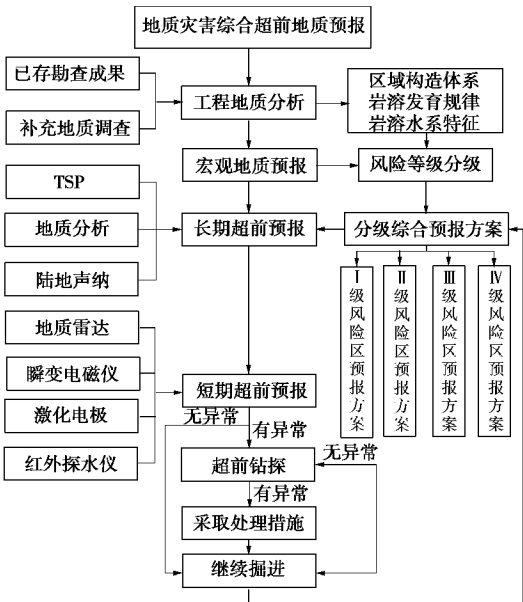 地质灾害综合超前地质预报
已存勘查成果
补充地质调查
工程地质分析
区域构造体系
岩溶发育规律
岩溶水系特征
宏观地质预报
风险等级分级
TSP
地质分析
陆地声纳
长期超前预报
分级综合预报方案
Ⅰ级风险区预报方案
Ⅱ级风险区预报方案
Ⅲ级风险区预报方案
Ⅳ级风险区预报方案
地质雷达
瞬变电磁仪
激化电极
红外探水仪
短期超前预报
无异常
有异常
超前钻探
无异常
有异常
采取处理措施
继续掘进